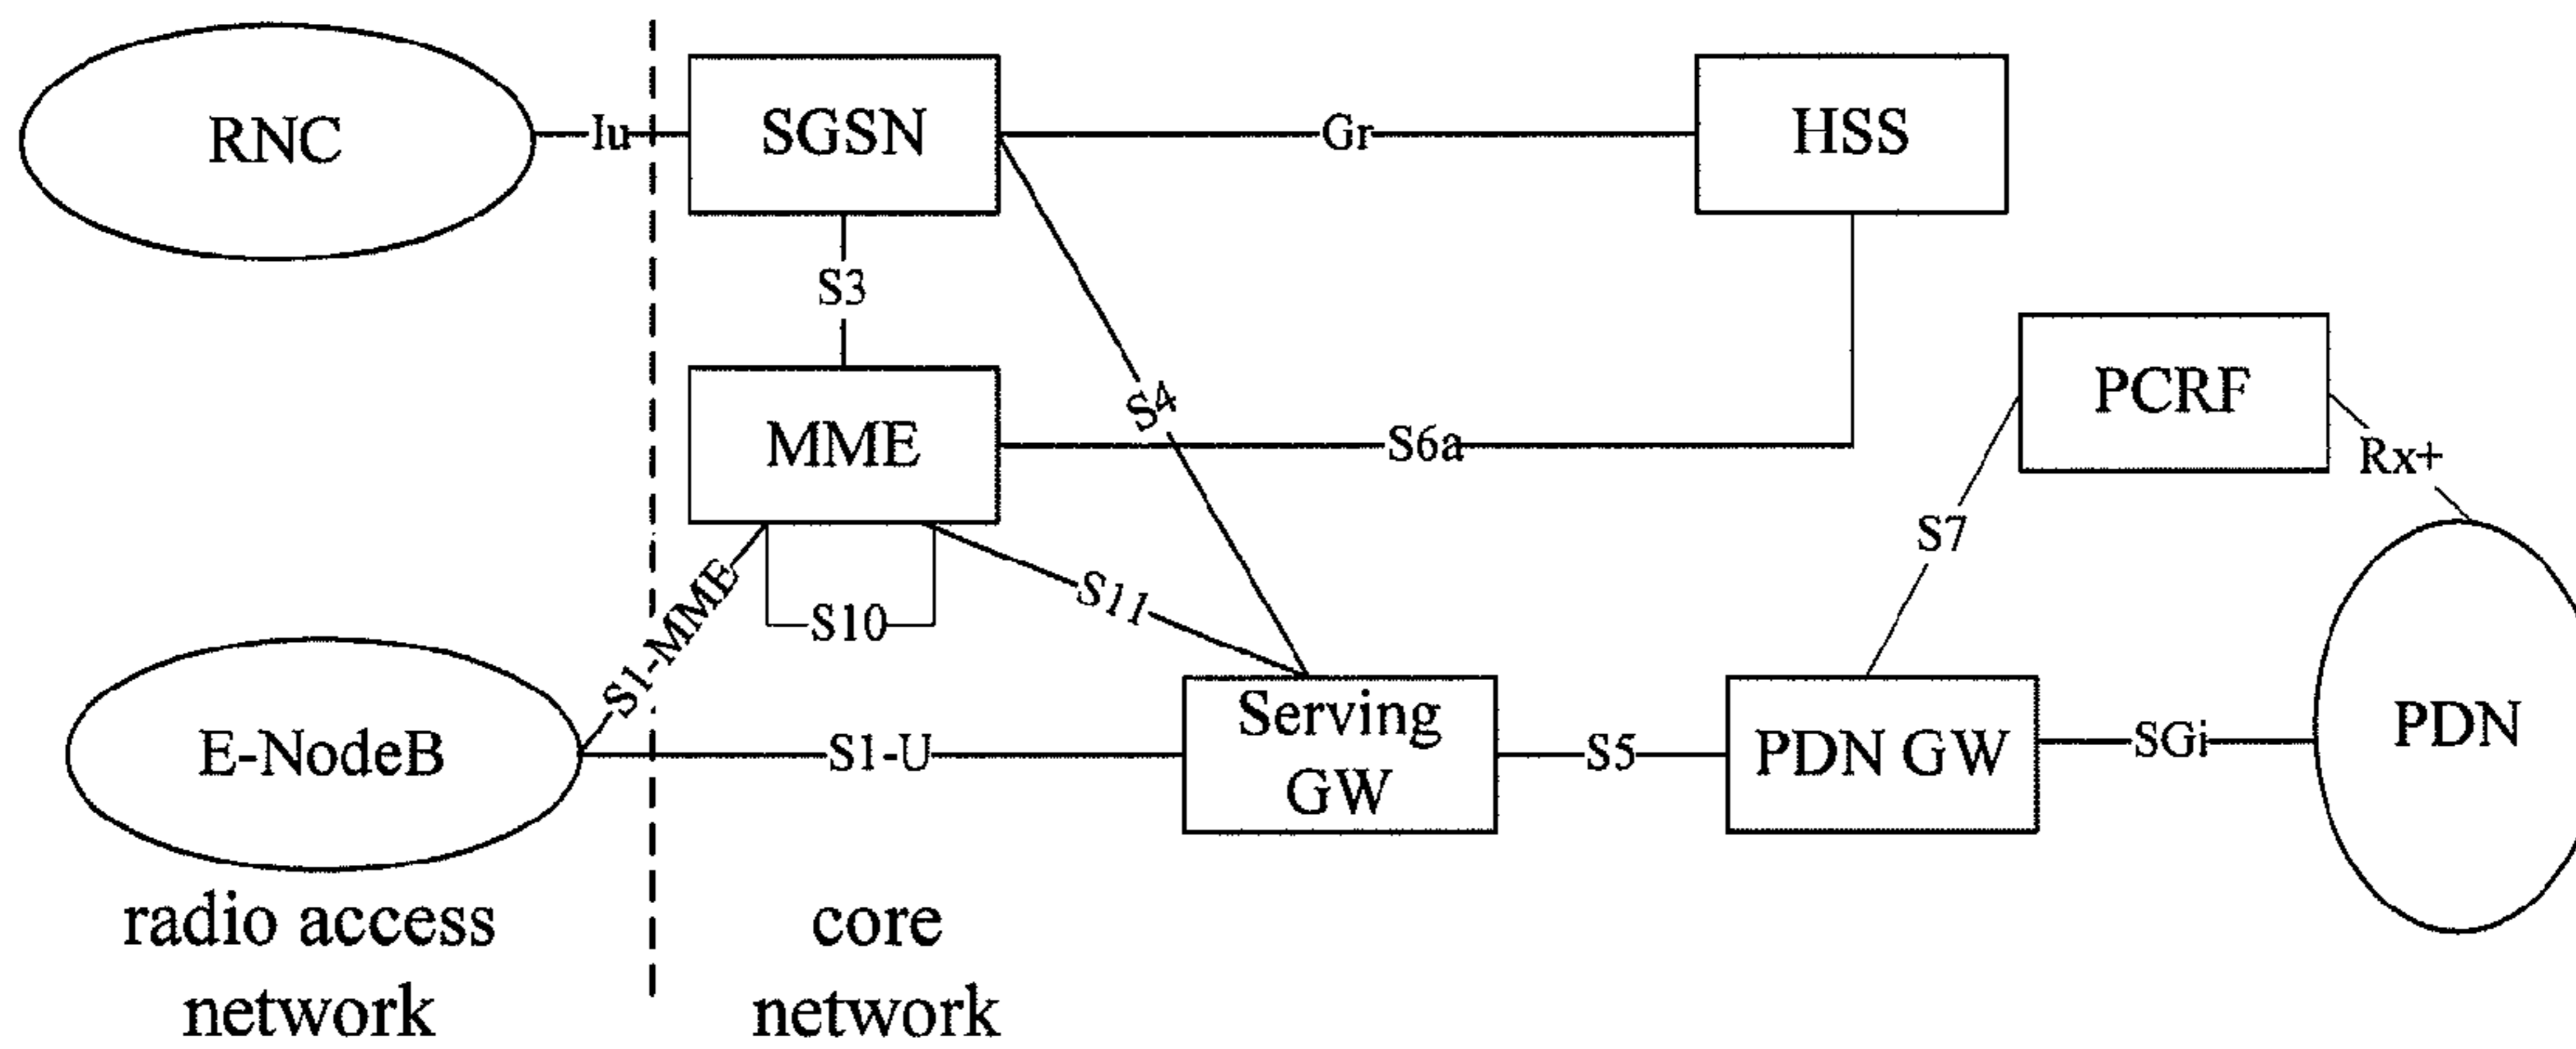 RNC
Iu
SGSN
Gr
HSS
S3
S4
MME
S6a
PCRF
Rx+
S7
S1-MME
S10
S11
E-NodeB
S1-U
Serving
GW
S5
PDN GW
SGi
PDN
radio access
network
core
network